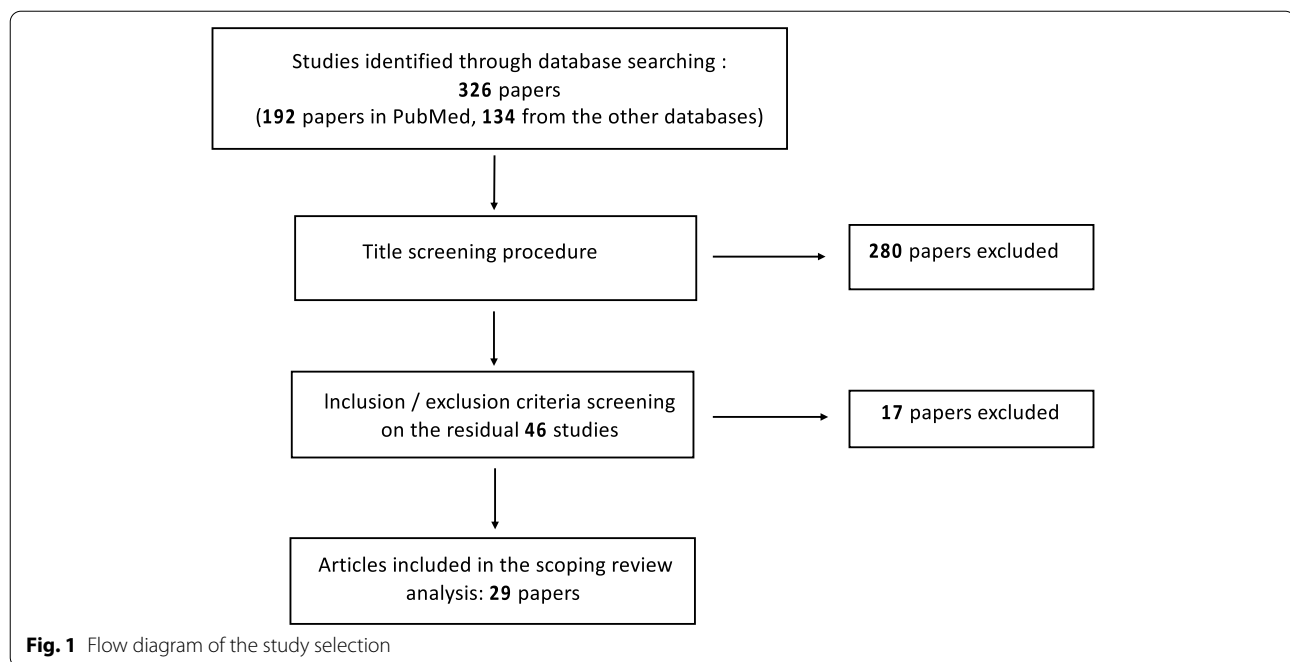 Studies identified through database searching :
326 papers
(192 papers in PubMed, 134 from the other databases)
Title screening procedure
280 papers excluded
Inclusion / exclusion criteria screening
on the residual 46 studies
17 papers excluded
Articles included in the scoping review
analysis: 29 papers
Fig. 1 Flow diagram of the study selection